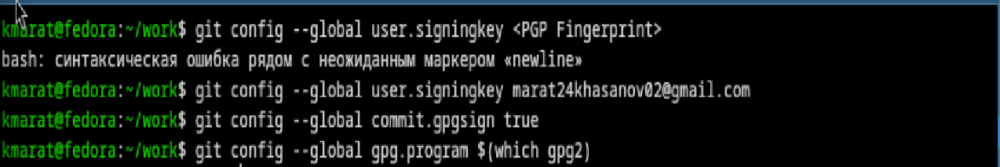 kmarat@fedora:~/work$ git config --global user.signingkey <PGP Fingerprint>
bash: синтаксическая ошибка рядом с неожиданным маркером «newline»
kmarat@fedora:~/work$ git config --global user.signingkey marat24khasanov02@gmail.com
kmarat@fedora:~/work$ git config --global commit.gpgsign true
kmarat@fedora:~/work$ git config --global gpg.program $(which gpg2)